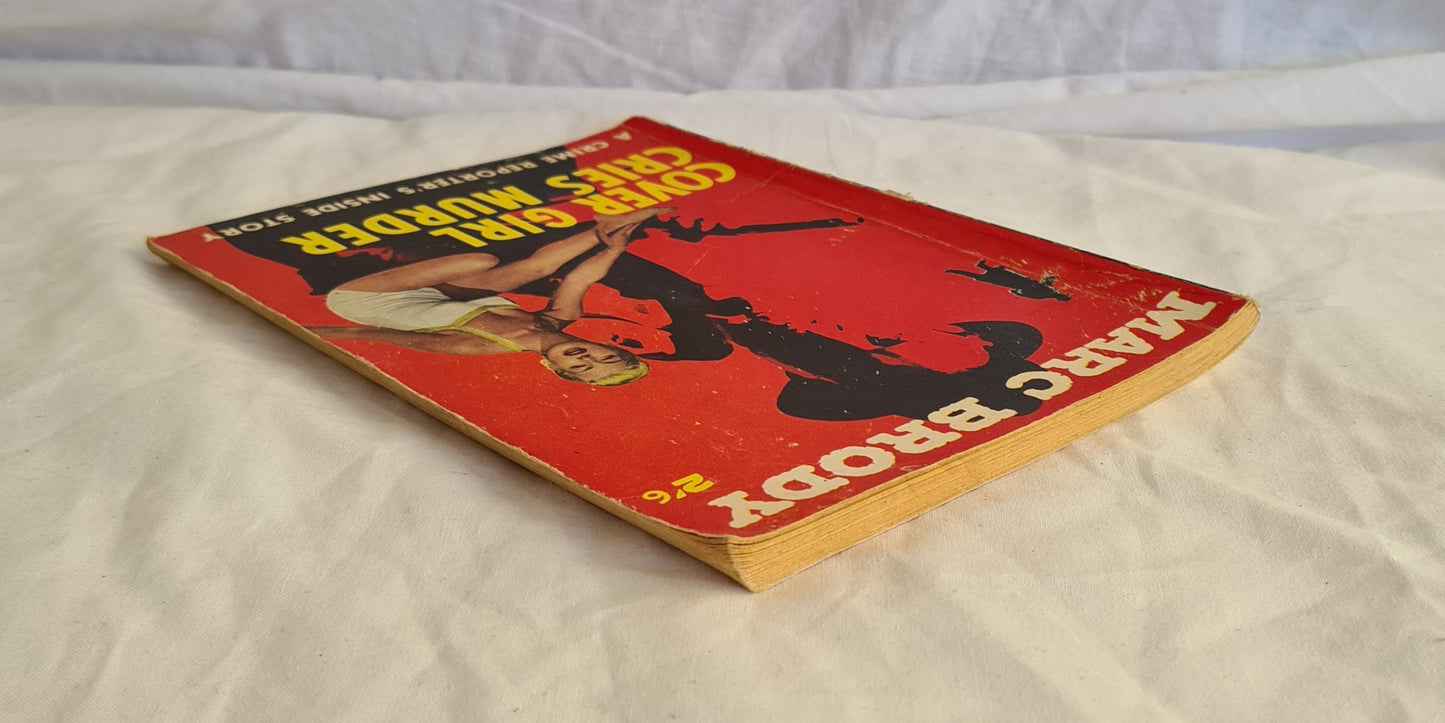 MARC BRODY
2/6
COVER GIRL
CRIES MURDER
A CRIME REPORTER'S INSIDE STORY